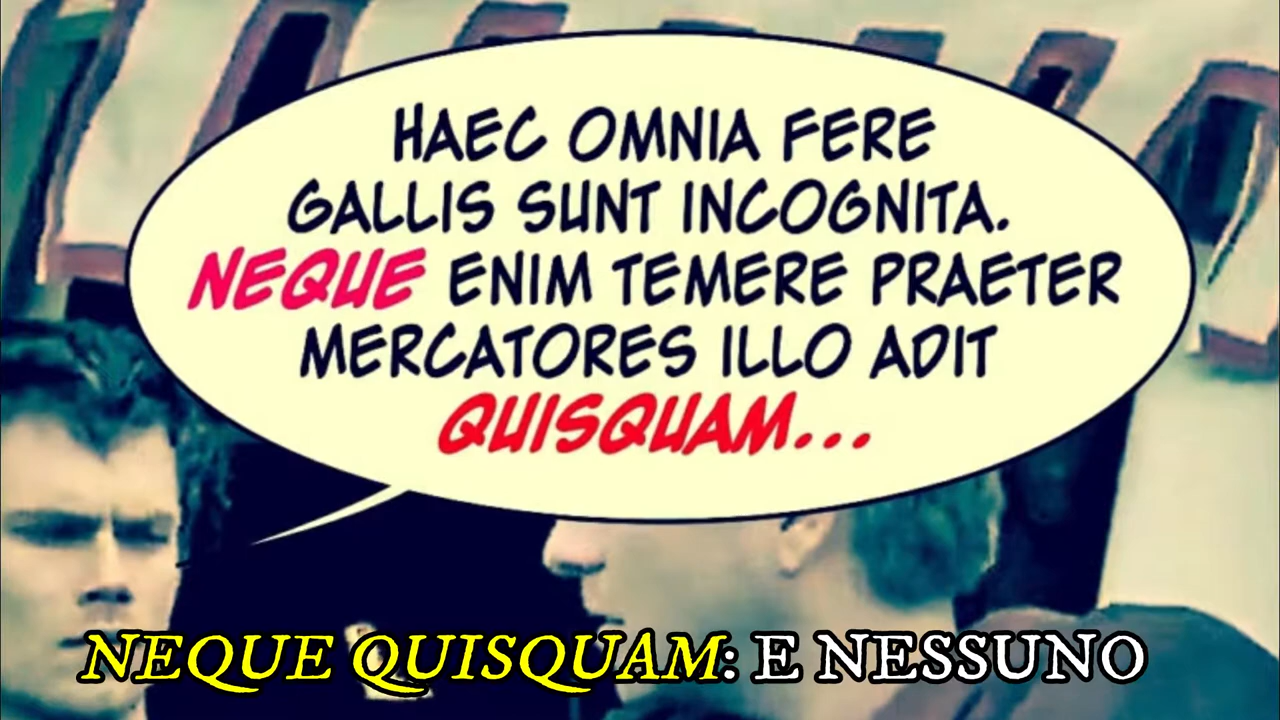 HAEC OMNIA FERE
GALLIS SUNT INCOGNITA.
NEQUE ENIM TEMERE PRAETER
MERCATORES ILLO ADIT
QUISQUAM...
NEQUE QUISQUAM: E NESSUNO